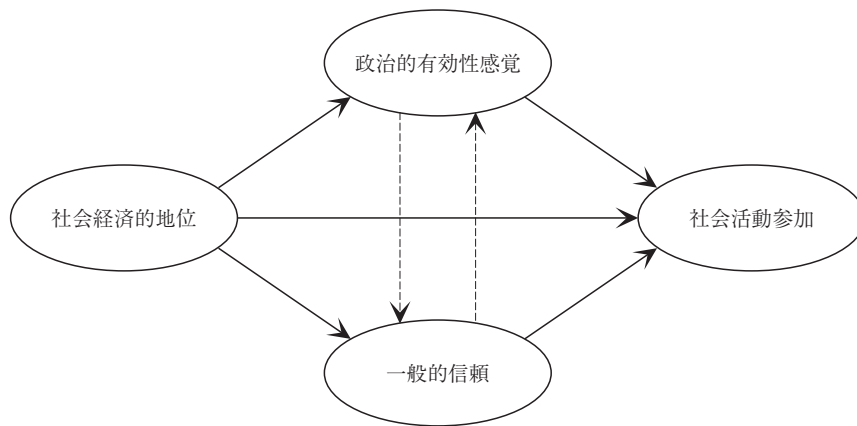 政治的有効性感覚
社会経済的地位
社会活動参加
一般的信頼